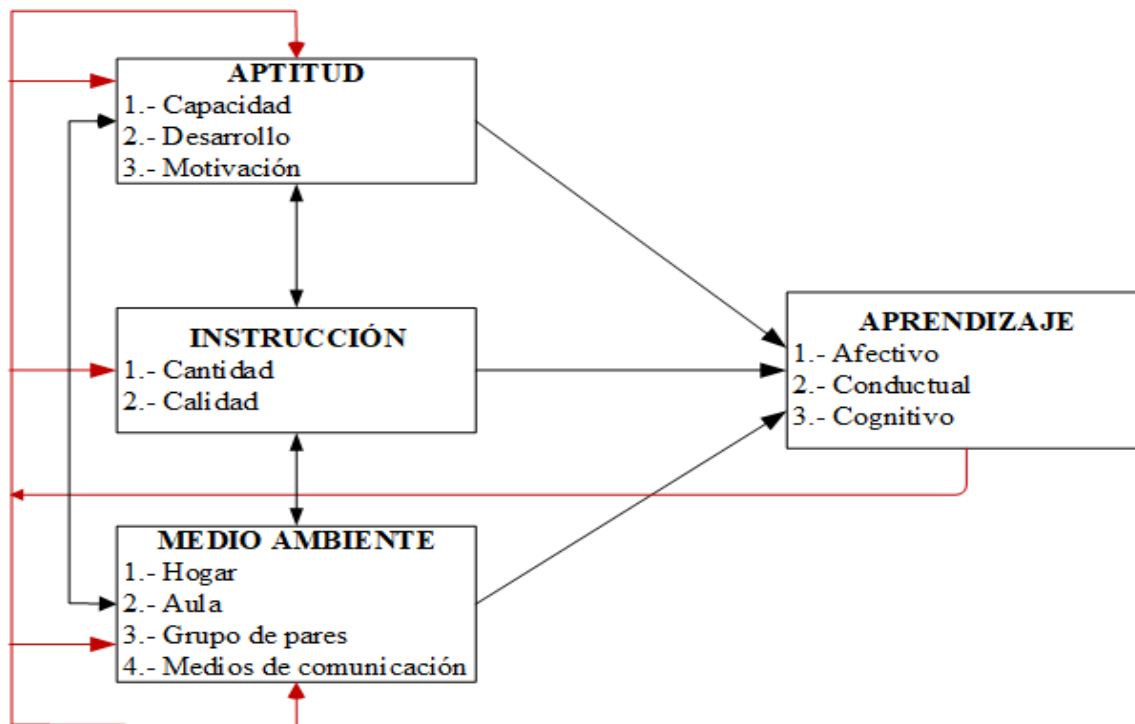 APTITUD
1.- Capacidad
2.- Desarrollo
3.- Motivación
INSTRUCCIÓN
1.- Cantidad
2.- Calidad
MEDIO AMBIENTE
1.- Hogar
2.- Aula
3.- Grupo de pares
4.- Medios de comunicación
APRENDIZAJE
1.- Afectivo
2.- Conductual
3.- Cognitivo